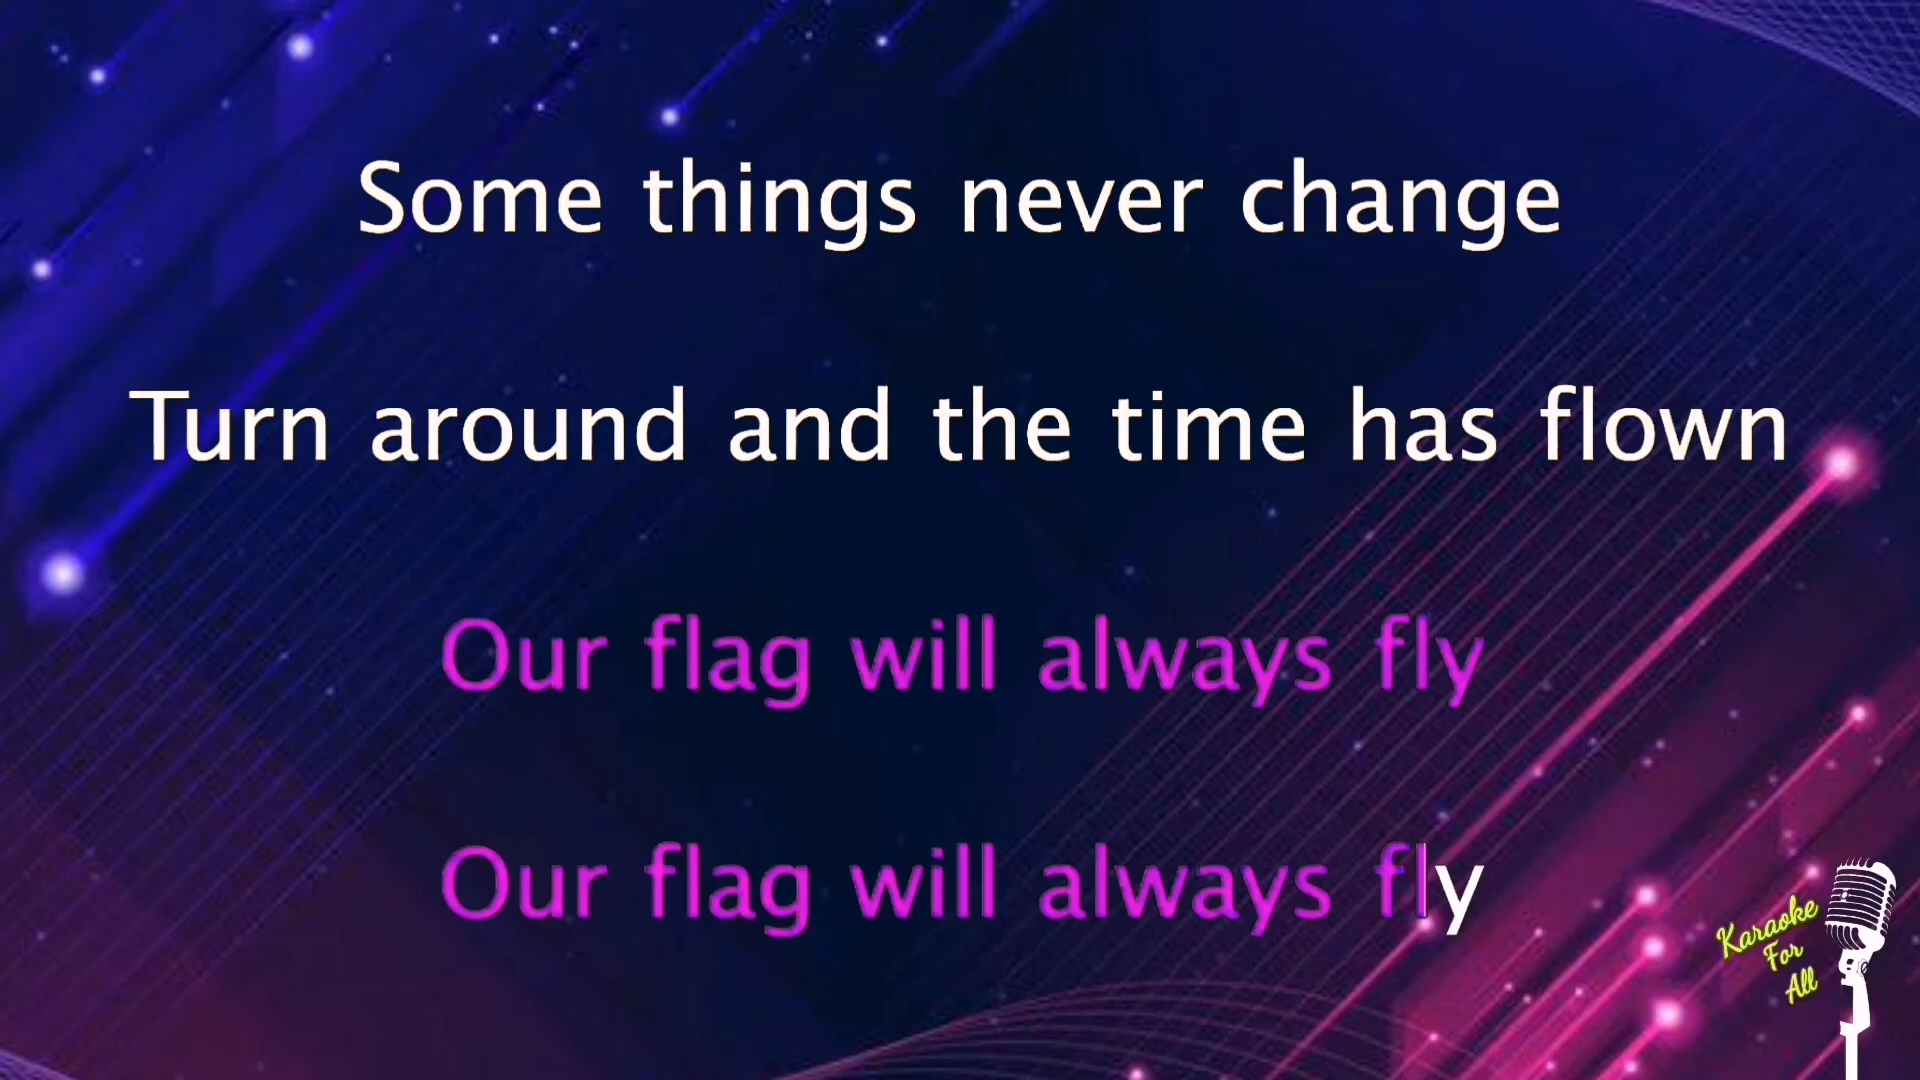 Some things never change
Turn around and the time has flown
Our flag will always fly
Our flag will always fly
Karaoke
For
All